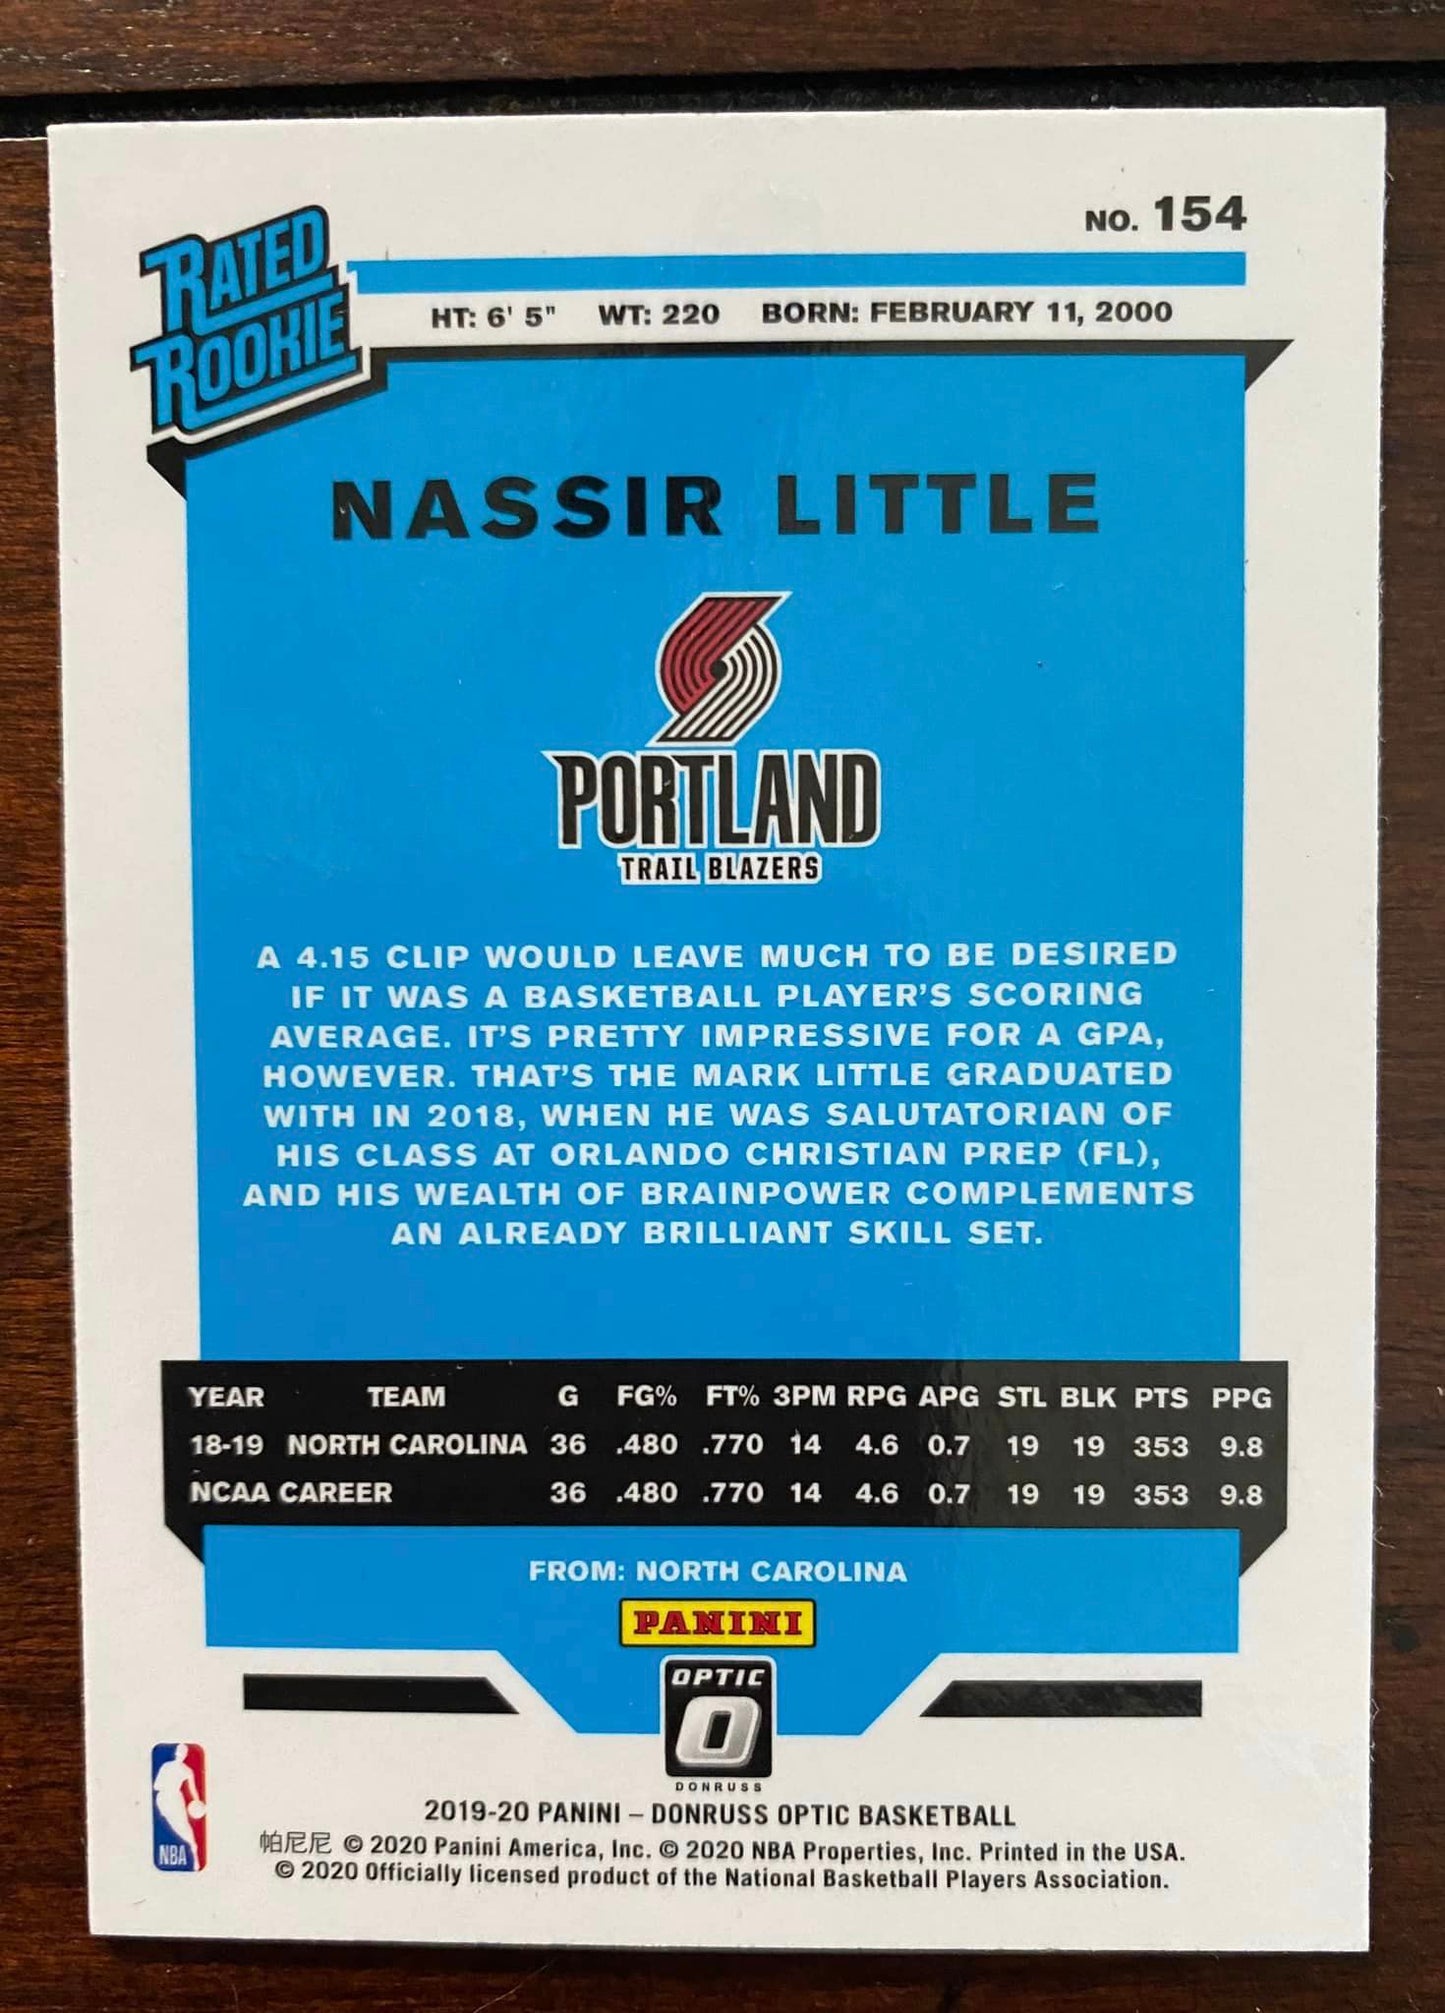 NO. 154
RATED
ROOKIE
HT: 6' 5" WT: 220 BORN: FEBRUARY 11, 2000
NASSIR LITTLE
PORTLAND
TRAIL BLAZERS
A 4.15 CLIP WOULD LEAVE MUCH TO BE DESIRED
IF IT WAS A BASKETBALL PLAYER'S SCORING
AVERAGE. IT'S PRETTY IMPRESSIVE FOR A GPA,
HOWEVER. THAT'S THE MARK LITTLE GRADUATED
WITH IN 2018, WHEN HE WAS SALUTATORIAN OF
HIS CLASS AT ORLANDO CHRISTIAN PREP (FL),
AND HIS WEALTH OF BRAINPOWER COMPLEMENTS
AN ALREADY BRILLIANT SKILL SET.
YEAR TEAM G FG% FT% 3PM RPG APG STL BLK PTS PPG
18-19 NORTH CAROLINA 36 .480 .770 14 4.6 0.7 19 19 353 9.8
NCAA CAREER 36 .480 .770 14 4.6 0.7 19 19 353 9.8
FROM: NORTH CAROLINA
PANINI
OPTIC
O
DONRUSS
NBA
2019-20 PANINI – DONRUSS OPTIC BASKETBALL
帕尼尼 © 2020 Panini America, Inc. © 2020 NBA Properties, Inc. Printed in the USA.
© 2020 Officially licensed product of the National Basketball Players Association.